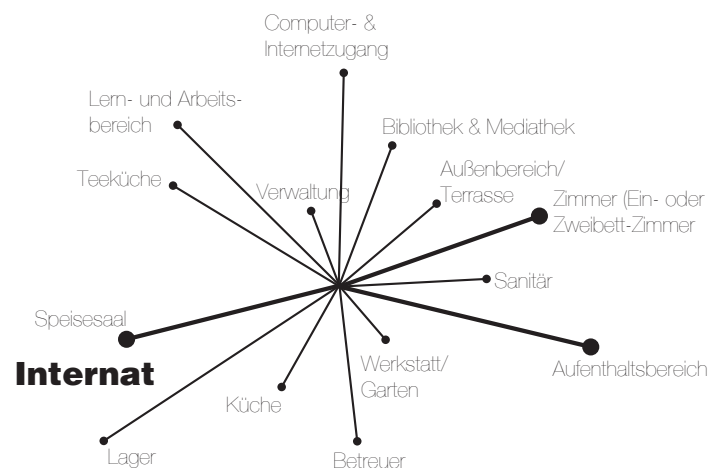 Computer- &
Internetzugang
Lern- und Arbeits-
bereich
Bibliothek & Mediathek
Teeküche
Verwaltung
Außenbereich/
Terrasse
Zimmer (Ein- oder
Zweibett-Zimmer
Sanitär
Speisesaal
Internat
Werkstatt/
Garten
Aufenthaltsbereich
Küche
Lager
Betreuer